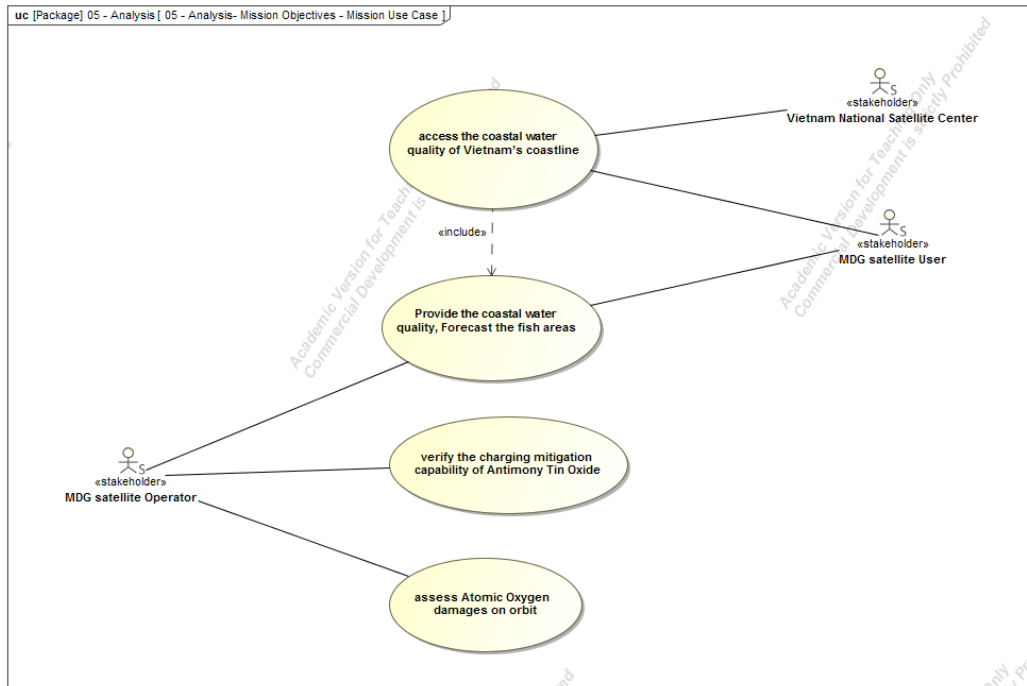 uc [Package] 05 - Analysis [ 05 - Analysis- Mission Objectives - Mission Use Case ]
access the coastal water
quality of Vietnam's coastline
«stakeholder»
Vietnam National Satellite Center
«include»
«stakeholder»
MDG satellite User
Provide the coastal water
quality, Forecast the fish areas
verify the charging mitigation
capability of Antimony Tin Oxide
«stakeholder»
MDG satellite Operator
assess Atomic Oxygen
damages on orbit
Academic Version for Teaching Only
Commercial Development is strictly Prohibited